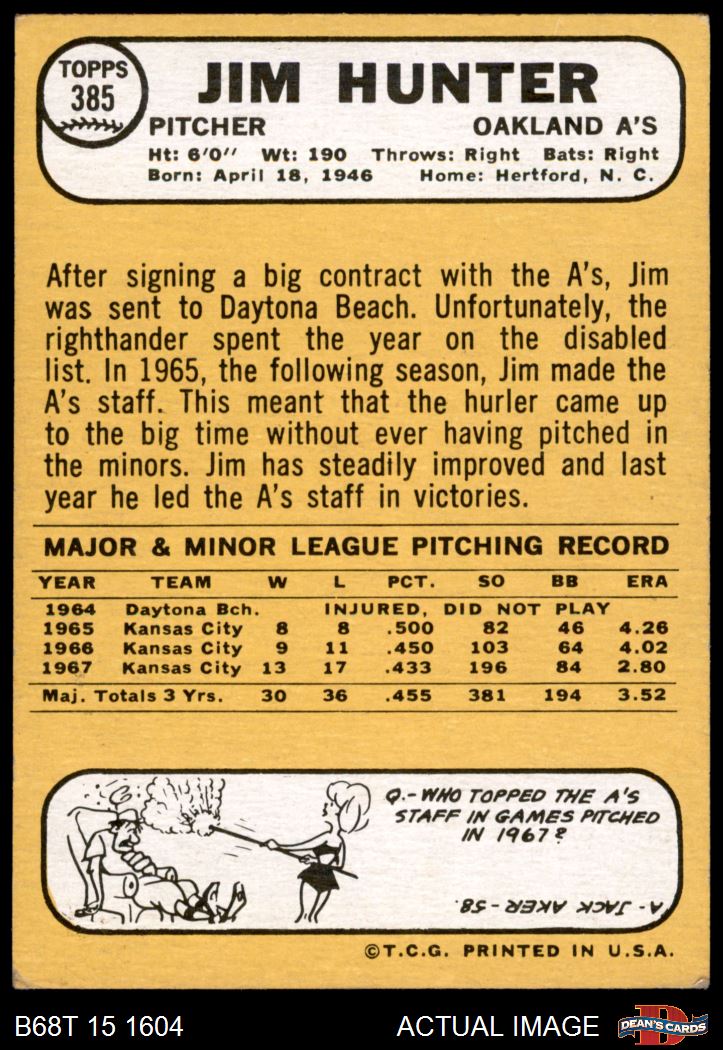 TOPPS
385
JIM HUNTER
PITCHER OAKLAND A'S
Ht: 6'0" Wt: 190 Throws: Right Bats: Right
Born: April 18, 1946 Home: Hertford, N. C.
After signing a big contract with the A's, Jim
was sent to Daytona Beach. Unfortunately, the
righthander spent the year on the disabled
list. In 1965, the following season, Jim made the
A's staff. This meant that the hurler came up
to the big time without ever having pitched in
the minors. Jim has steadily improved and last
year he led the A's staff in victories.
MAJOR & MINOR LEAGUE PITCHING RECORD
YEAR TEAM W L PCT. SO BB ERA
1964 Daytona Bch. INJURED, DID NOT PLAY
1965 Kansas City 8 8 .500 82 46 4.26
1966 Kansas City 9 11 .450 103 64 4.02
1967 Kansas City 13 17 .433 196 84 2.80
Maj. Totals 3 Yrs. 30 36 .455 381 194 3.52
Q.-WHO TOPPED THE A'S
STAFF IN GAMES PITCHED
IN 1967?
A-JACK AKER-58.
©T.C.G. PRINTED IN U.S.A.
B68T 15 1604 ACTUAL IMAGE
D
DEAN'S CARDS